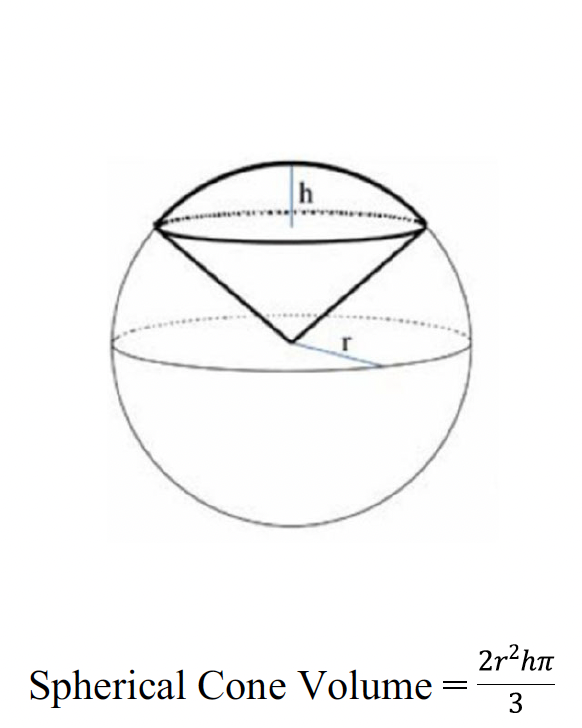 h
r
Spherical Cone Volume = 2r²hπ/3